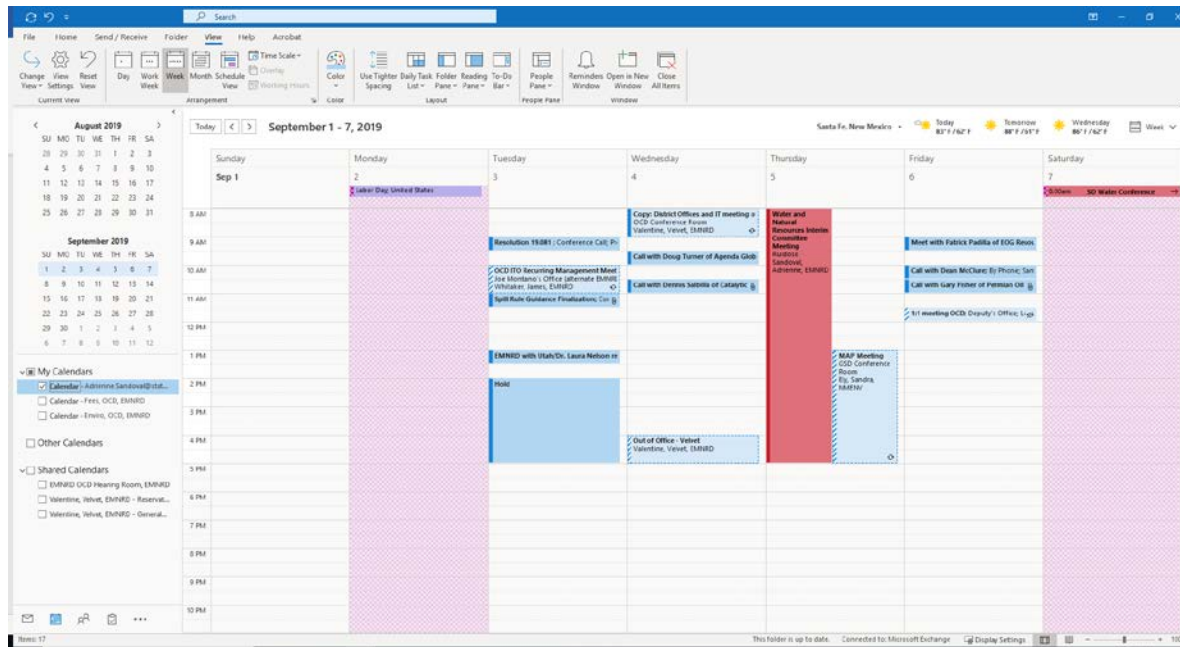 Search
File Home Send / Receive Folder View Help Acrobat
Change View
View Settings
Reset View
Day
Work Week
Week
Month
Schedule View
Time Scale
Overlay
Working Hours
Color
Use Tighter Spacing
Daily Task List
Folder Pane
Reading Pane
To-Do Bar
People Pane
Reminders Window
Open in New Window
Close All Items
Current View Arrangement Color Layout People Pane Window
August 2019
SU MO TU WE TH FR SA
28 29 30 31 1 2 3
4 5 6 7 8 9 10
11 12 13 14 15 16 17
18 19 20 21 22 23 24
25 26 27 28 29 30 31
September 2019
SU MO TU WE TH FR SA
1 2 3 4 5 6 7
8 9 10 11 12 13 14
15 16 17 18 19 20 21
22 23 24 25 26 27 28
29 30 1 2 3 4 5
6 7 8 9 10 11 12
My Calendars
Calendar - Adrienne.Sandoval@stat...
Calendar - Fees, OCD, EMNRD
Calendar - Enviro, OCD, EMNRD
Other Calendars
Shared Calendars
EMNRD OCD Hearing Room, EMNRD
Valentine, Velvet, EMNRD - Reservat...
Valentine, Velvet, EMNRD - General...
Today September 1 - 7, 2019
Santa Fe, New Mexico
Today
83° F / 62° F
Tomorrow
Wednesday
86° F / 62° F
Week
Sunday Monday Tuesday Wednesday Thursday Friday Saturday
Sep 1 2 3 4 5 6 7
Labor Day; United States
SD Water Conference
8 AM
9 AM
10 AM
11 AM
12 PM
1 PM
2 PM
3 PM
4 PM
5 PM
6 PM
7 PM
8 PM
9 PM
10 PM
Resolution 19.081 ; Conference Call;
OCD ITO Recurring Management Meet
Joe Montano's Office (alternate EMNR
Whitaker, James, EMNRD
Spill Rule Guidance Finalization;
EMNRD with Utah/Dr. Laura Nelson re
Hold
Copy: District Offices and IT meeting
OCD Conference Room
Valentine, Velvet, EMNRD
Call with Doug Turner of Agenda Glob
Call with Dennis of Catalytic
Out of Office - Velvet
Valentine, Velvet, EMNRD
Water and
Natural
Resources Interim
Committee
Meeting
Ruidoso
Sandoval,
Adrienne, EMNRD
MAP Meeting
GSD Conference
Room
Ely, Sandra,
NMENV
Meet with Patrick Padilla of EOG
Call with Dean McClure; By Phone; San
Call with Gary Fisher of Permian Oil
1:1 meeting OCD; Deputy's Office;
Items: 17
This folder is up to date. Connected to: Microsoft Exchange Display Settings